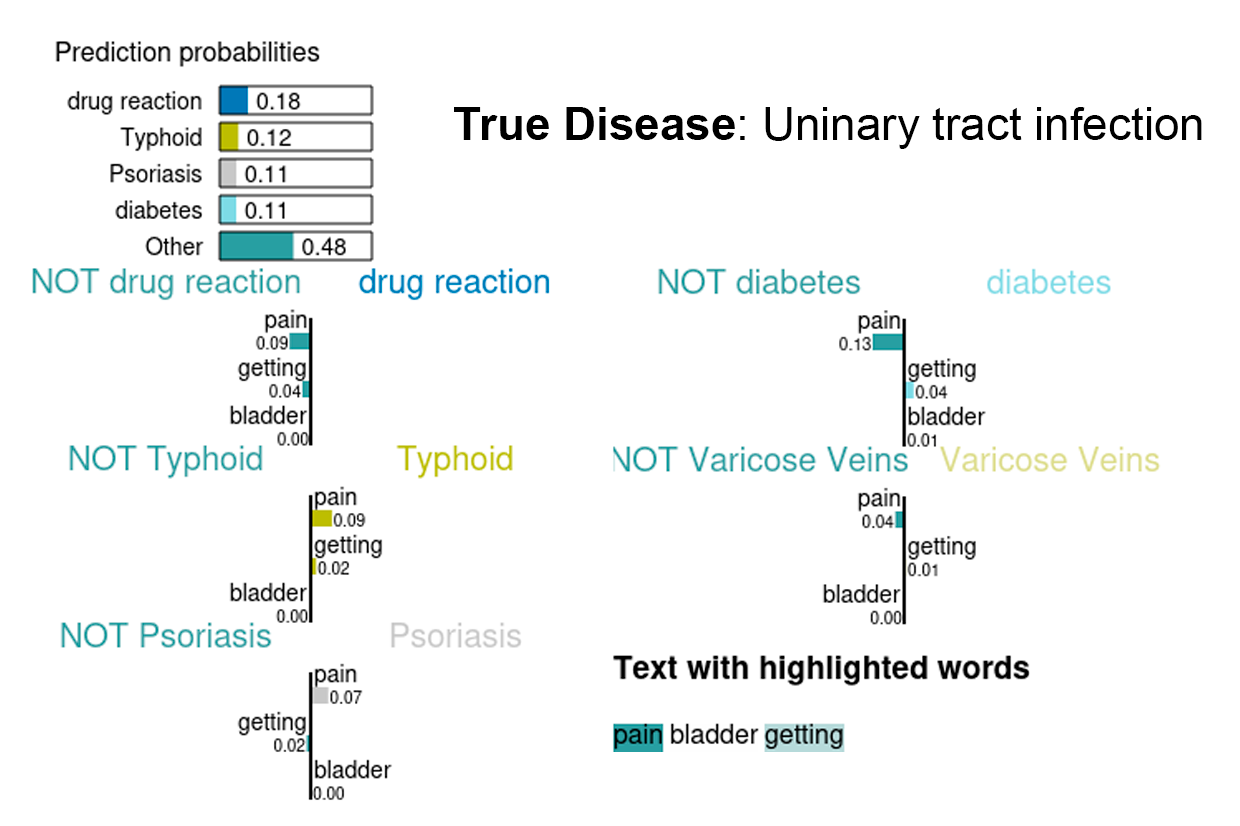 Prediction probabilities
drug reaction 0.18
Typhoid 0.12
Psoriasis 0.11
diabetes 0.11
Other 0.48
True Disease: Uninary tract infection
NOT drug reaction drug reaction
pain
0.09
getting
0.04
bladder
0.00
NOT diabetes diabetes
pain
0.13
getting
0.04
bladder
0.01
NOT Typhoid Typhoid
pain
0.09
getting
0.02
bladder
0.00
NOT Varicose Veins Varicose Veins
pain
0.04
getting
0.01
bladder
0.00
NOT Psoriasis Psoriasis
pain
0.07
getting
0.02
bladder
0.00
Text with highlighted words
pain bladder getting